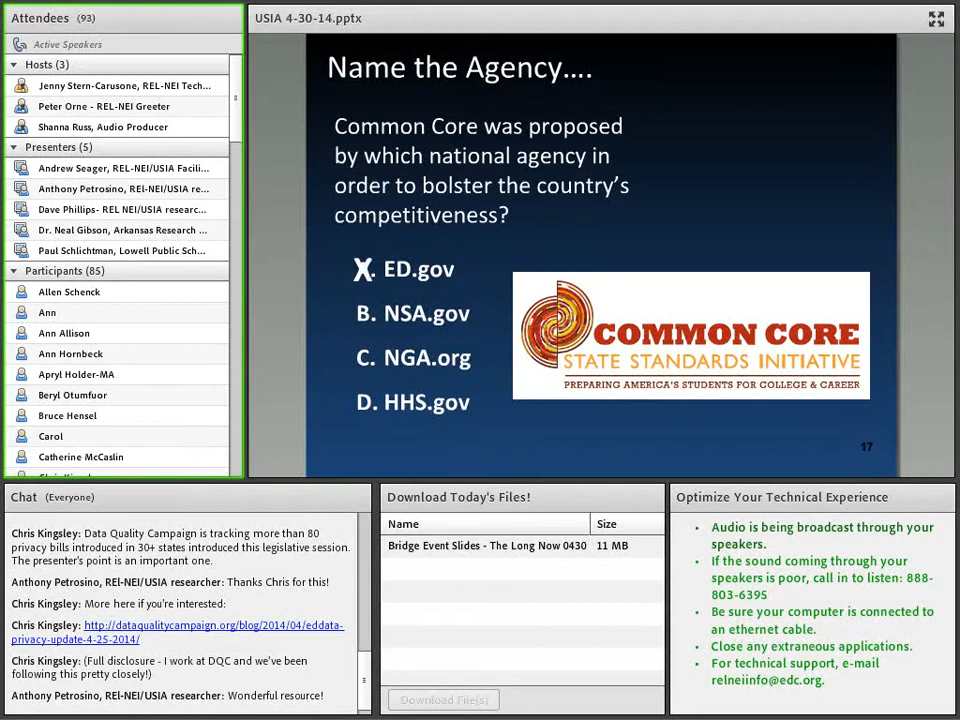 Attendees (93)
Active Speakers
Hosts (3)
Jenny Stern-Carusone, REL-NEI Tech...
Peter Orne - REL-NEI Greeter
Shanna Russ, Audio Producer
Presenters (5)
Andrew Seager, REL-NEI/USIA Facili...
Anthony Petrosino, REl-NEI/USIA re...
Dave Phillips- REL NEI/USIA researc...
Dr. Neal Gibson, Arkansas Research ...
Paul Schlichtman, Lowell Public Sch...
Participants (85)
Allen Schenck
Ann
Ann Allison
Ann Hornbeck
Apryl Holder-MA
Beryl Otumfuor
Bruce Hensel
Carol
Catherine McCaslin
USIA 4-30-14.pptx
Name the Agency....
Common Core was proposed
by which national agency in
order to bolster the country's
competitiveness?
X. ED.gov
B. NSA.gov
C. NGA.org
D. HHS.gov
COMMON CORE
STATE STANDARDS INITIATIVE
PREPARING AMERICA'S STUDENTS FOR COLLEGE & CAREER
17
Chat (Everyone)
Chris Kingsley: Data Quality Campaign is tracking more than 80
privacy bills introduced in 30+ states introduced this legislative session.
The presenter's point is an important one.
Anthony Petrosino, REl-NEI/USIA researcher: Thanks Chris for this!
Chris Kingsley: More here if you're interested:
Chris Kingsley: http://dataqualitycampaign.org/blog/2014/04/eddata-
privacy-update-4-25-2014/
Chris Kingsley: (Full disclosure - I work at DQC and we've been
following this pretty closely!)
Anthony Petrosino, REl-NEI/USIA researcher: Wonderful resource!
Download Today's Files!
Name Size
Bridge Event Slides - The Long Now 0430 11 MB
Download File(s)
Optimize Your Technical Experience
• Audio is being broadcast through your
speakers.
• If the sound coming through your
speakers is poor, call in to listen: 888-
803-6395
• Be sure your computer is connected to
an ethernet cable.
• Close any extraneous applications.
• For technical support, e-mail
relneiinfo@edc.org.